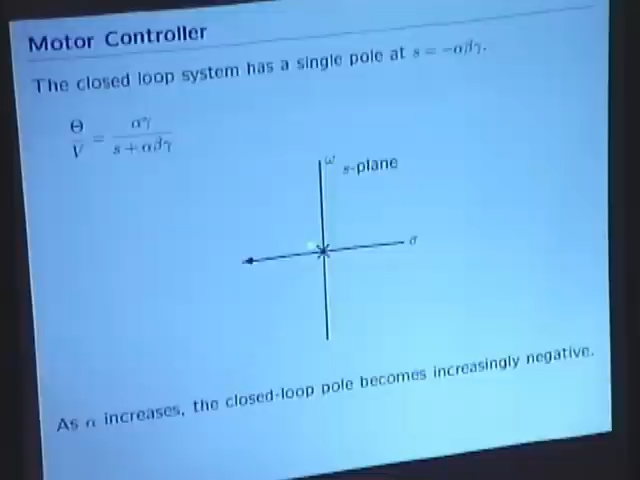 Motor Controller
The closed loop system has a single pole at s = −αβγ.
Θ/V = αγ/(s + αβγ)
ω
s-plane
σ
As α increases, the closed-loop pole becomes increasingly negative.